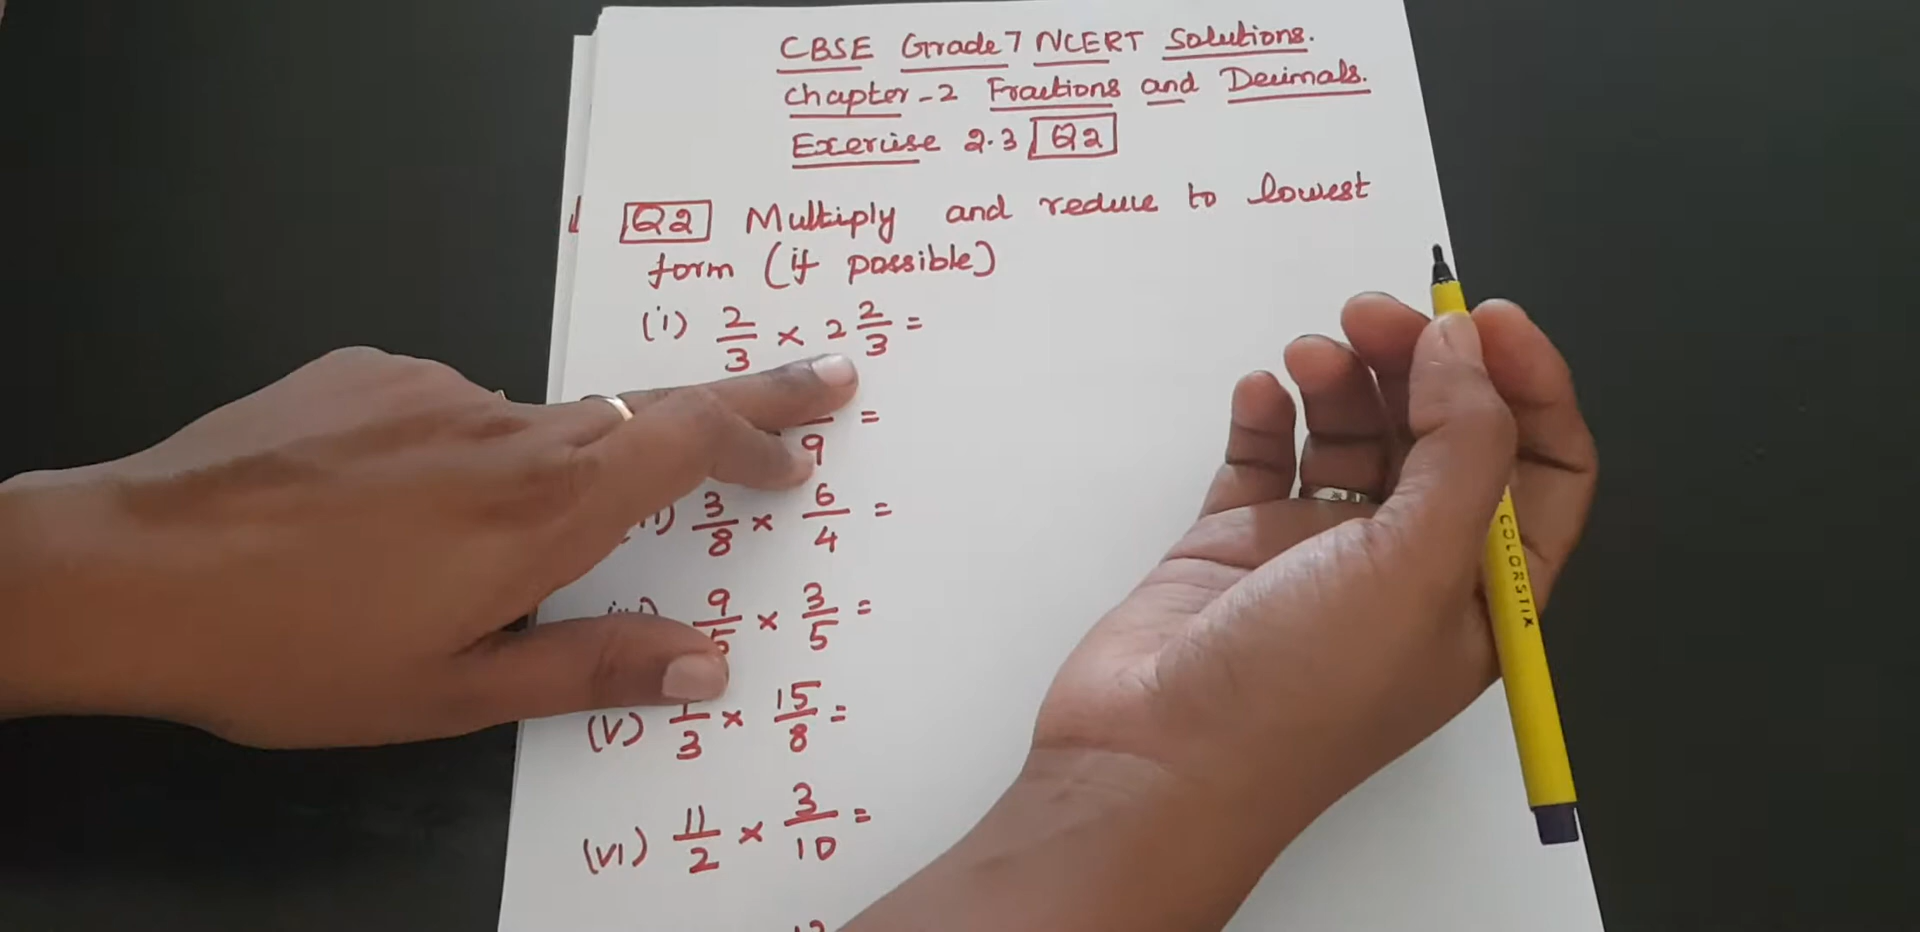 CBSE Grade 7 NCERT Solutions.
Chapter-2 Fractions and Decimals.
Exercise 2.3 Q2
Q2 Multiply and reduce to lowest
form (if possible)
(i) 2/3 × 2 2/3 =
9 =
3/8 × 6/4 =
9/5 × 3/5 =
(V) 1/3 × 15/8 =
(VI) 11/2 × 3/10 =
COLORSTIX